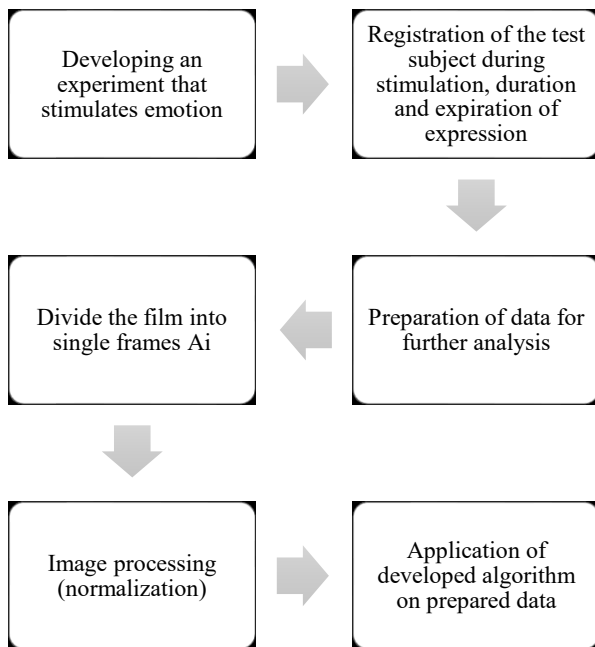 Developing an
experiment that
stimulates emotion
Registration of the test
subject during
stimulation, duration
and expiration of
expression
Preparation of data for
further analysis
Divide the film into
single frames Ai
Image processing
(normalization)
Application of
developed algorithm
on prepared data